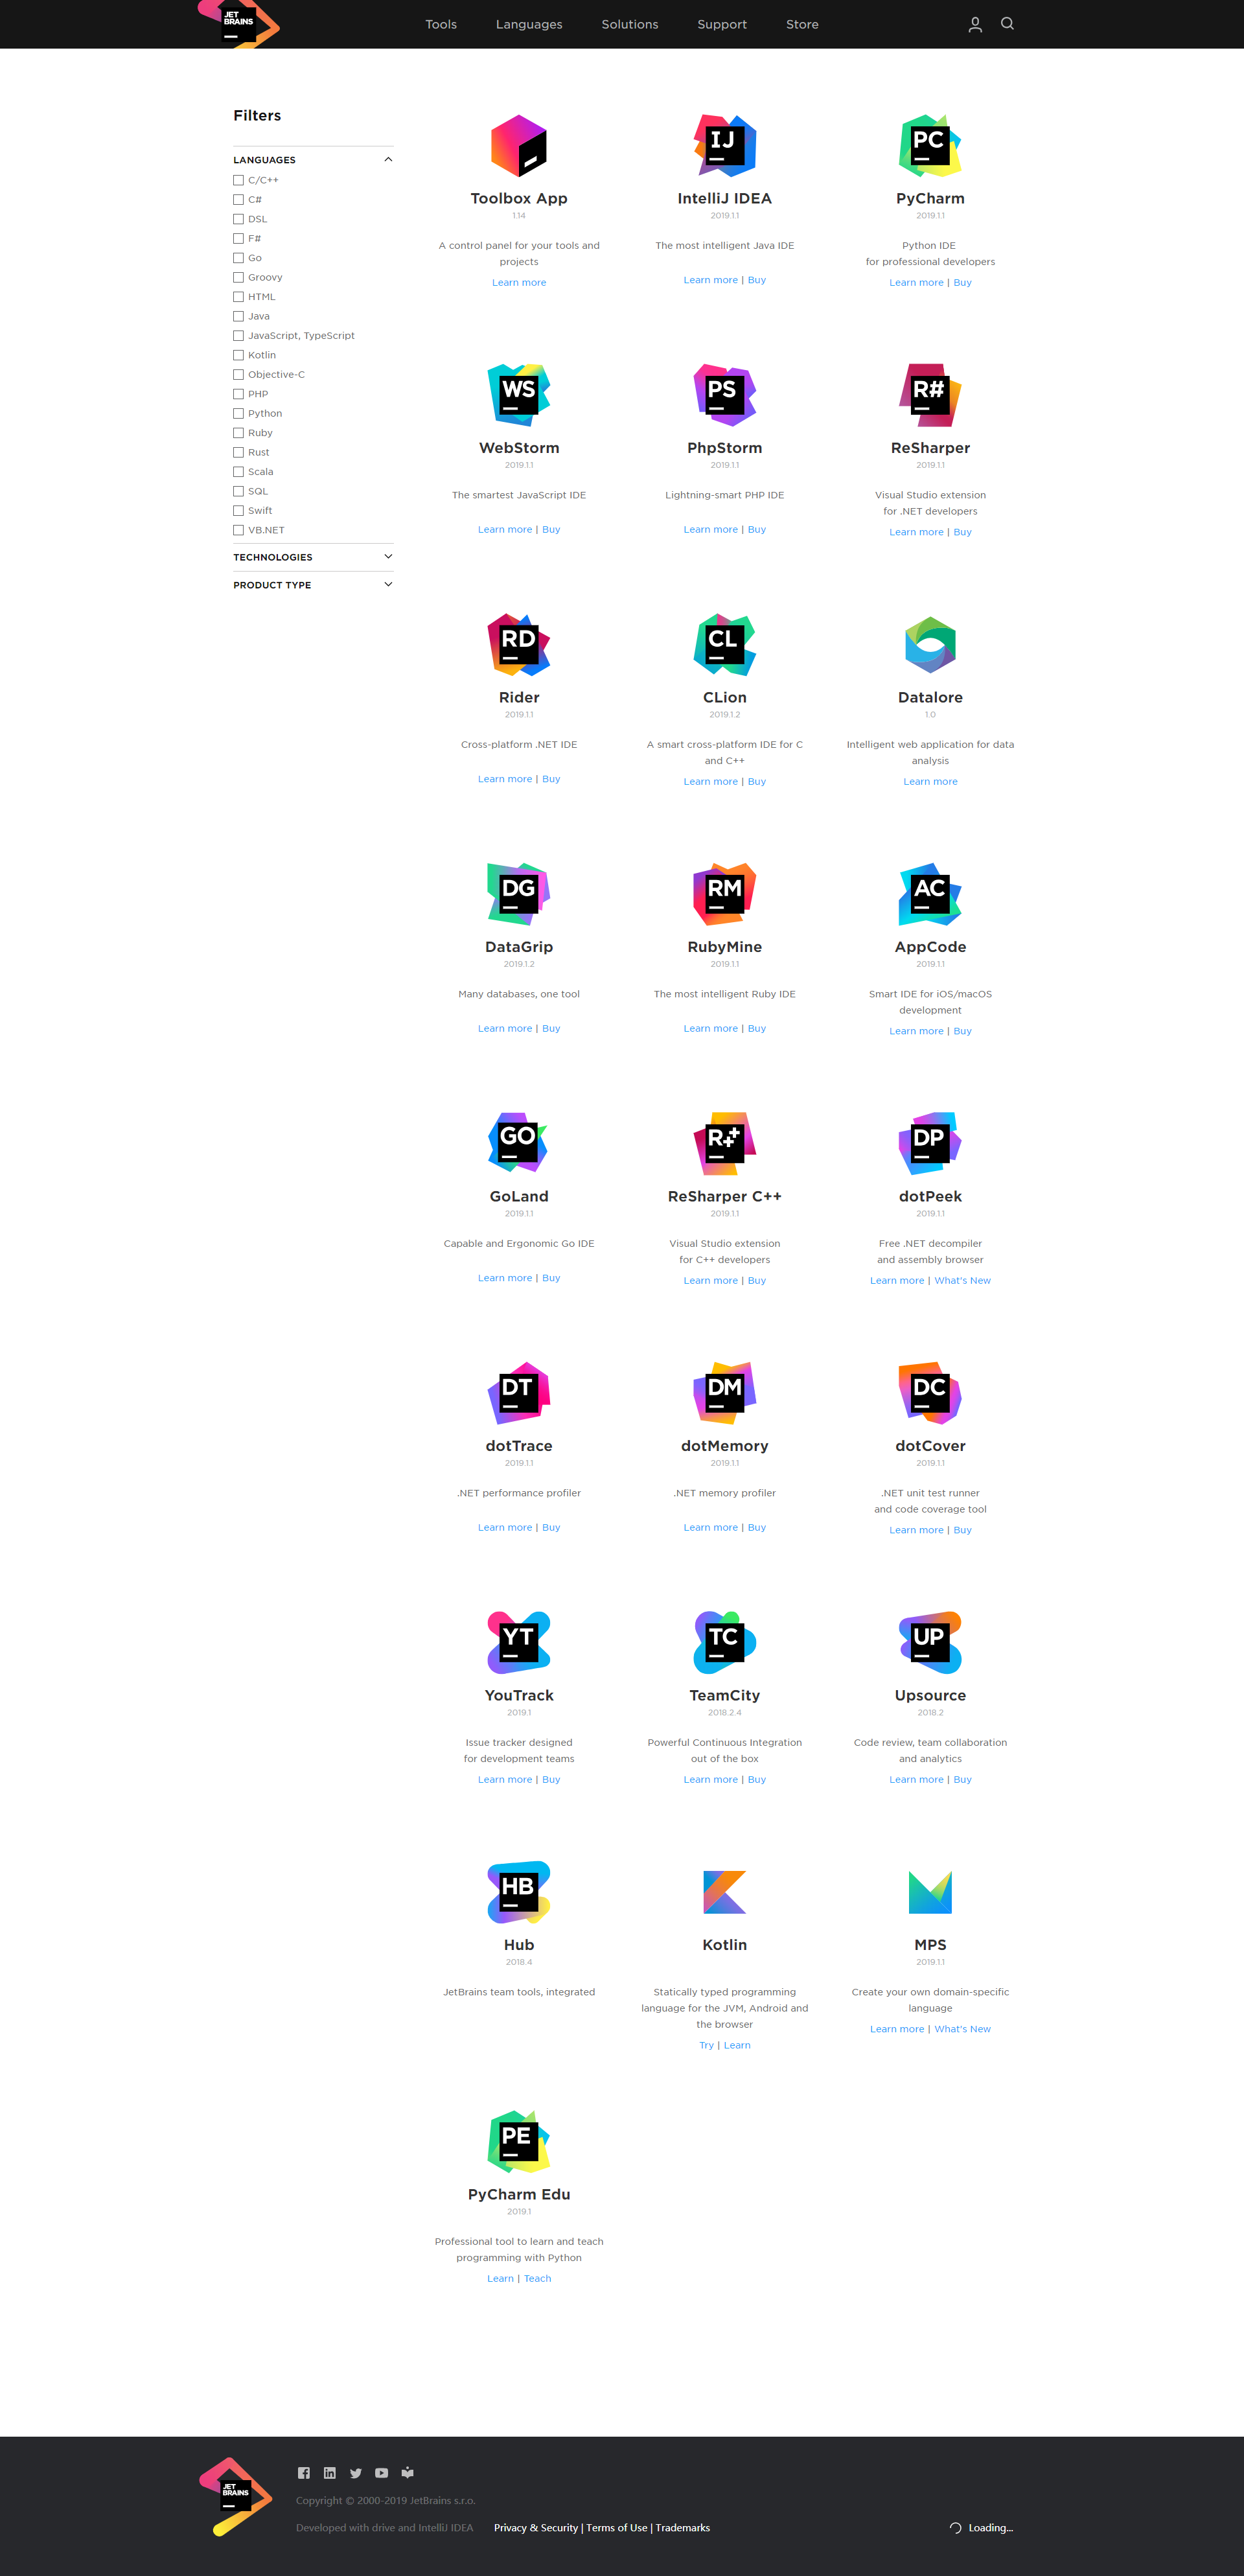 JET
BRAINS
Tools Languages Solutions Support Store
Filters
LANGUAGES
C/C++
C#
DSL
F#
Go
Groovy
HTML
Java
JavaScript, TypeScript
Kotlin
Objective-C
PHP
Python
Ruby
Rust
Scala
SQL
Swift
VB.NET
TECHNOLOGIES
PRODUCT TYPE
Toolbox App
1.14
A control panel for your tools and
projects
Learn more
IJ
IntelliJ IDEA
2019.1.1
The most intelligent Java IDE
Learn more | Buy
PC
PyCharm
2019.1.1
Python IDE
for professional developers
Learn more | Buy
WS
WebStorm
2019.1.1
The smartest JavaScript IDE
Learn more | Buy
PS
PhpStorm
2019.1.1
Lightning-smart PHP IDE
Learn more | Buy
R#
ReSharper
2019.1.1
Visual Studio extension
for .NET developers
Learn more | Buy
RD
Rider
2019.1.1
Cross-platform .NET IDE
Learn more | Buy
CL
CLion
2019.1.2
A smart cross-platform IDE for C
and C++
Learn more | Buy
Datalore
1.0
Intelligent web application for data
analysis
Learn more
DG
DataGrip
2019.1.2
Many databases, one tool
Learn more | Buy
RM
RubyMine
2019.1.1
The most intelligent Ruby IDE
Learn more | Buy
AC
AppCode
2019.1.1
Smart IDE for iOS/macOS
development
Learn more | Buy
GO
GoLand
2019.1.1
Capable and Ergonomic Go IDE
Learn more | Buy
R++
ReSharper C++
2019.1.1
Visual Studio extension
for C++ developers
Learn more | Buy
DP
dotPeek
2019.1.1
Free .NET decompiler
and assembly browser
Learn more | What's New
DT
dotTrace
2019.1.1
.NET performance profiler
Learn more | Buy
DM
dotMemory
2019.1.1
.NET memory profiler
Learn more | Buy
DC
dotCover
2019.1.1
.NET unit test runner
and code coverage tool
Learn more | Buy
YT
YouTrack
2019.1
Issue tracker designed
for development teams
Learn more | Buy
TC
TeamCity
2018.2.4
Powerful Continuous Integration
out of the box
Learn more | Buy
UP
Upsource
2018.2
Code review, team collaboration
and analytics
Learn more | Buy
HB
Hub
2018.4
JetBrains team tools, integrated
Kotlin
Statically typed programming
language for the JVM, Android and
the browser
Try | Learn
MPS
2019.1.1
Create your own domain-specific
language
Learn more | What's New
PE
PyCharm Edu
2019.1
Professional tool to learn and teach
programming with Python
Learn | Teach
JET
BRAINS
Copyright © 2000-2019 JetBrains s.r.o.
Developed with drive and IntelliJ IDEA Privacy & Security | Terms of Use | Trademarks Loading...